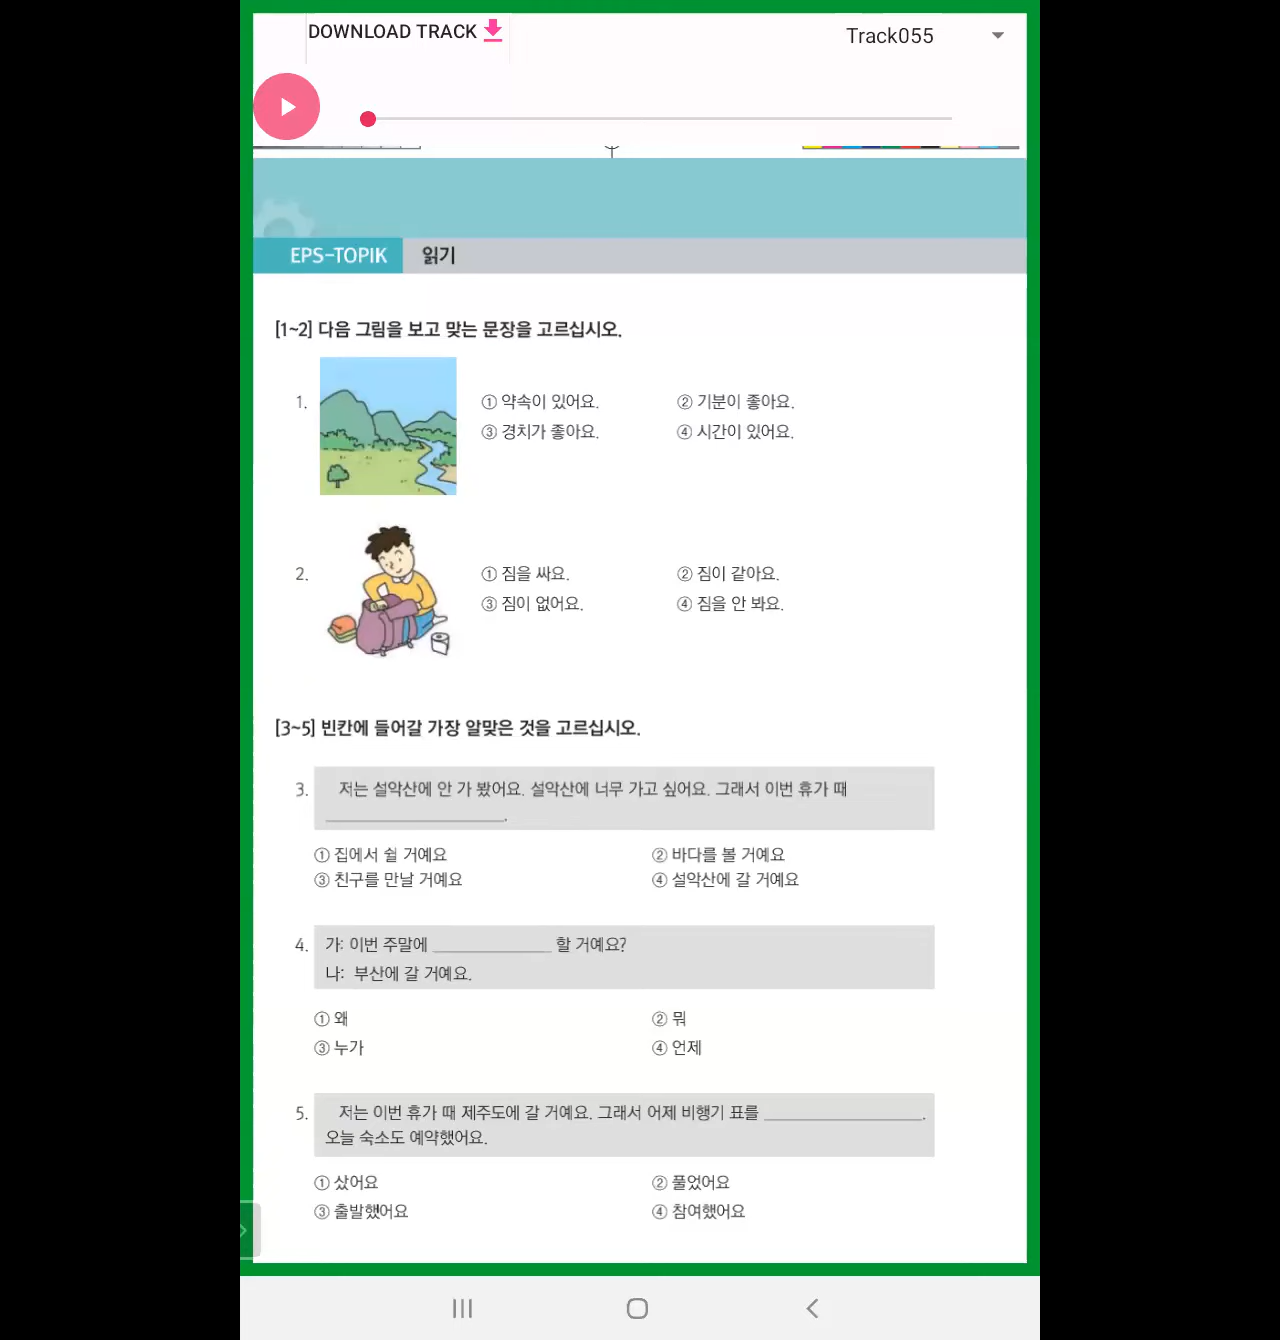 DOWNLOAD TRACK
Track055
EPS-TOPIK 읽기
[1~2] 다음 그림을 보고 맞는 문장을 고르십시오.
1. ① 약속이 있어요. ② 기분이 좋아요.
③ 경치가 좋아요. ④ 시간이 있어요.
2. ① 짐을 싸요. ② 짐이 같아요.
③ 짐이 없어요. ④ 짐을 안 봐요.
[3~5] 빈칸에 들어갈 가장 알맞은 것을 고르십시오.
3. 저는 설악산에 안 가 봤어요. 설악산에 너무 가고 싶어요. 그래서 이번 휴가 때
____________________.
① 집에서 쉴 거예요 ② 바다를 볼 거예요
③ 친구를 만날 거예요 ④ 설악산에 갈 거예요
4. 가: 이번 주말에 _____________ 할 거예요?
나: 부산에 갈 거예요.
① 왜 ② 뭐
③ 누가 ④ 언제
5. 저는 이번 휴가 때 제주도에 갈 거예요. 그래서 어제 비행기 표를 __________________.
오늘 숙소도 예약했어요.
① 샀어요 ② 풀었어요
③ 출발했어요 ④ 참여했어요